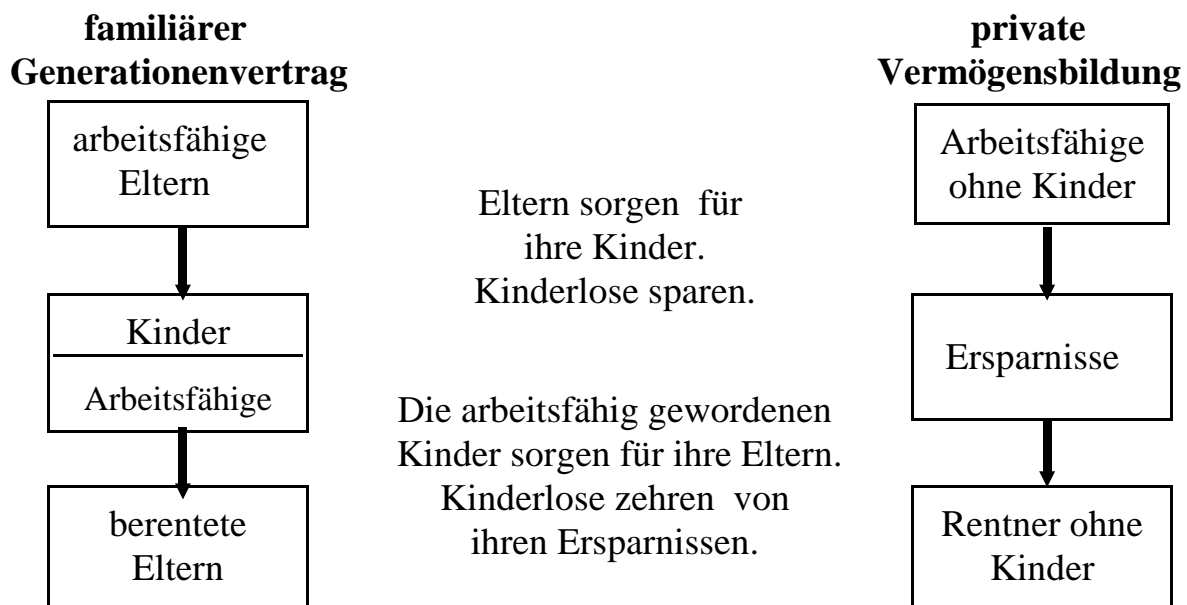 familiärer
Generationenvertrag
arbeitsfähige
Eltern
Kinder
Arbeitsfähige
berentete
Eltern
Eltern sorgen für
ihre Kinder.
Kinderlose sparen.
Die arbeitsfähig gewordenen
Kinder sorgen für ihre Eltern.
Kinderlose zehren von
ihren Ersparnissen.
private
Vermögensbildung
Arbeitsfähige
ohne Kinder
Ersparnisse
Rentner ohne
Kinder